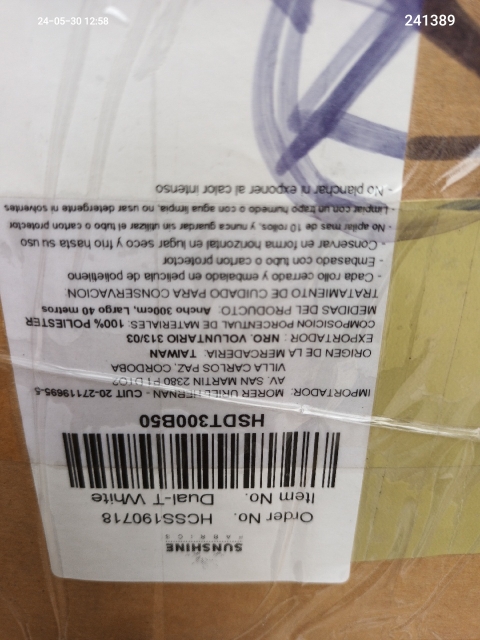 24-05-30 12:58
241389
SUNSHINE
FABRICS
Order No. HCSS190718
Item No. Dual-T White
HSDT300B50
IMPORTADOR: MORER URIEL HERNAN - CUIT 20-27119695-5
AV. SAN MARTIN 2380 P1 DTO7
VILLA CARLOS PAZ, CORDOBA
ORIGEN DE LA MERCADERIA: TAIWAN
EXPORTADOR: NRO. VOLUNTARIO 313/03
COMPOSICION PORCENTUAL DE MATERIALES: 100% POLIESTER
MEDIDAS DEL PRODUCTO: Ancho 300cm, Largo 40 metros
TRATAMIENTO DE CUIDADO PARA CONSERVACION
- Cada rollo cerrado y embalado en pelicula de polietileno
- Embasado con tubo o carton protector
- Conservar en forma horizontal en lugar seco y frio hasta su uso
- No apilar mas de 10 rollos, y nunca guardar sin utilizar el tubo o carton protector
- Limpiar con un trapo humedo o con agua limpia, no usar detergente ni solventes
- No planchar ni exponer al calor intenso